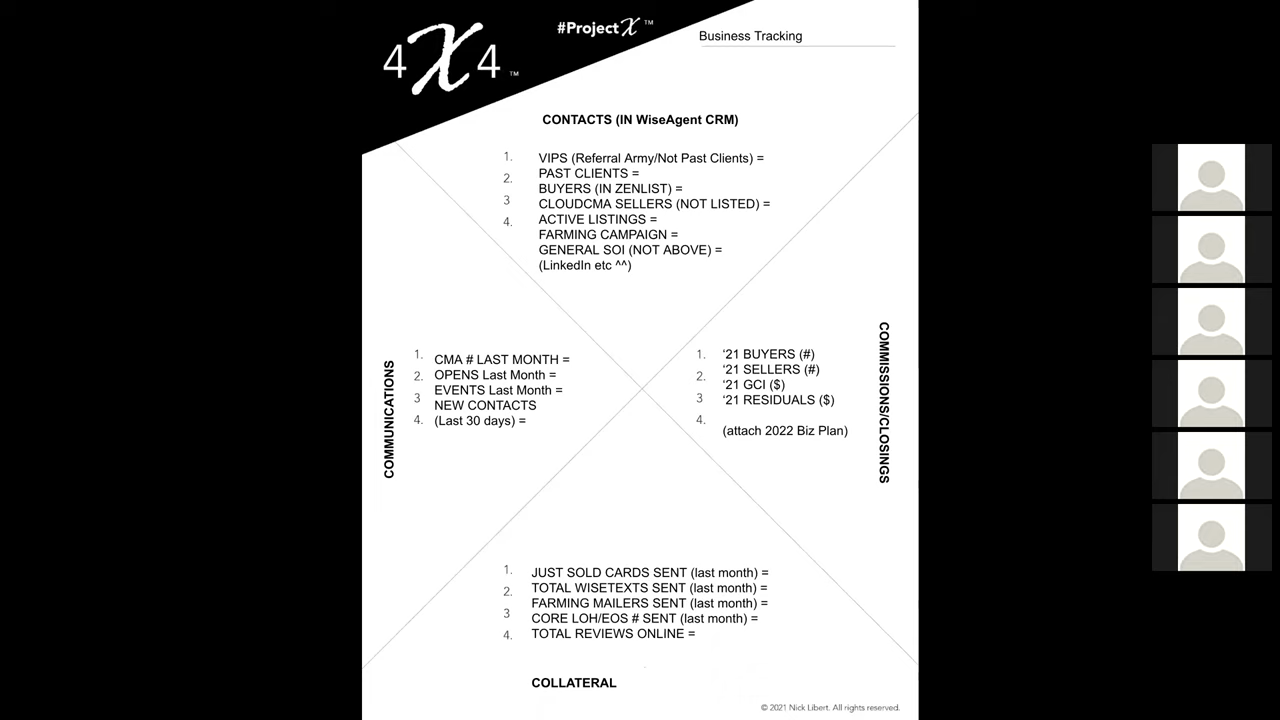 #ProjectX™
4X4™
Business Tracking
CONTACTS (IN WiseAgent CRM)
1. VIPS (Referral Army/Not Past Clients) =
PAST CLIENTS =
2. BUYERS (IN ZENLIST) =
3 CLOUDCMA SELLERS (NOT LISTED) =
4. ACTIVE LISTINGS =
FARMING CAMPAIGN =
GENERAL SOI (NOT ABOVE) =
(LinkedIn etc ^^)
COMMUNICATIONS
1. CMA # LAST MONTH =
2. OPENS Last Month =
EVENTS Last Month =
3 NEW CONTACTS
4. (Last 30 days) =
1. ‘21 BUYERS (#)
‘21 SELLERS (#)
2. ‘21 GCI ($)
3 ‘21 RESIDUALS ($)
4.
(attach 2022 Biz Plan)
COMMISSIONS/CLOSINGS
1. JUST SOLD CARDS SENT (last month) =
2. TOTAL WISETEXTS SENT (last month) =
FARMING MAILERS SENT (last month) =
3 CORE LOH/EOS # SENT (last month) =
4. TOTAL REVIEWS ONLINE =
COLLATERAL
© 2021 Nick Libert. All rights reserved.